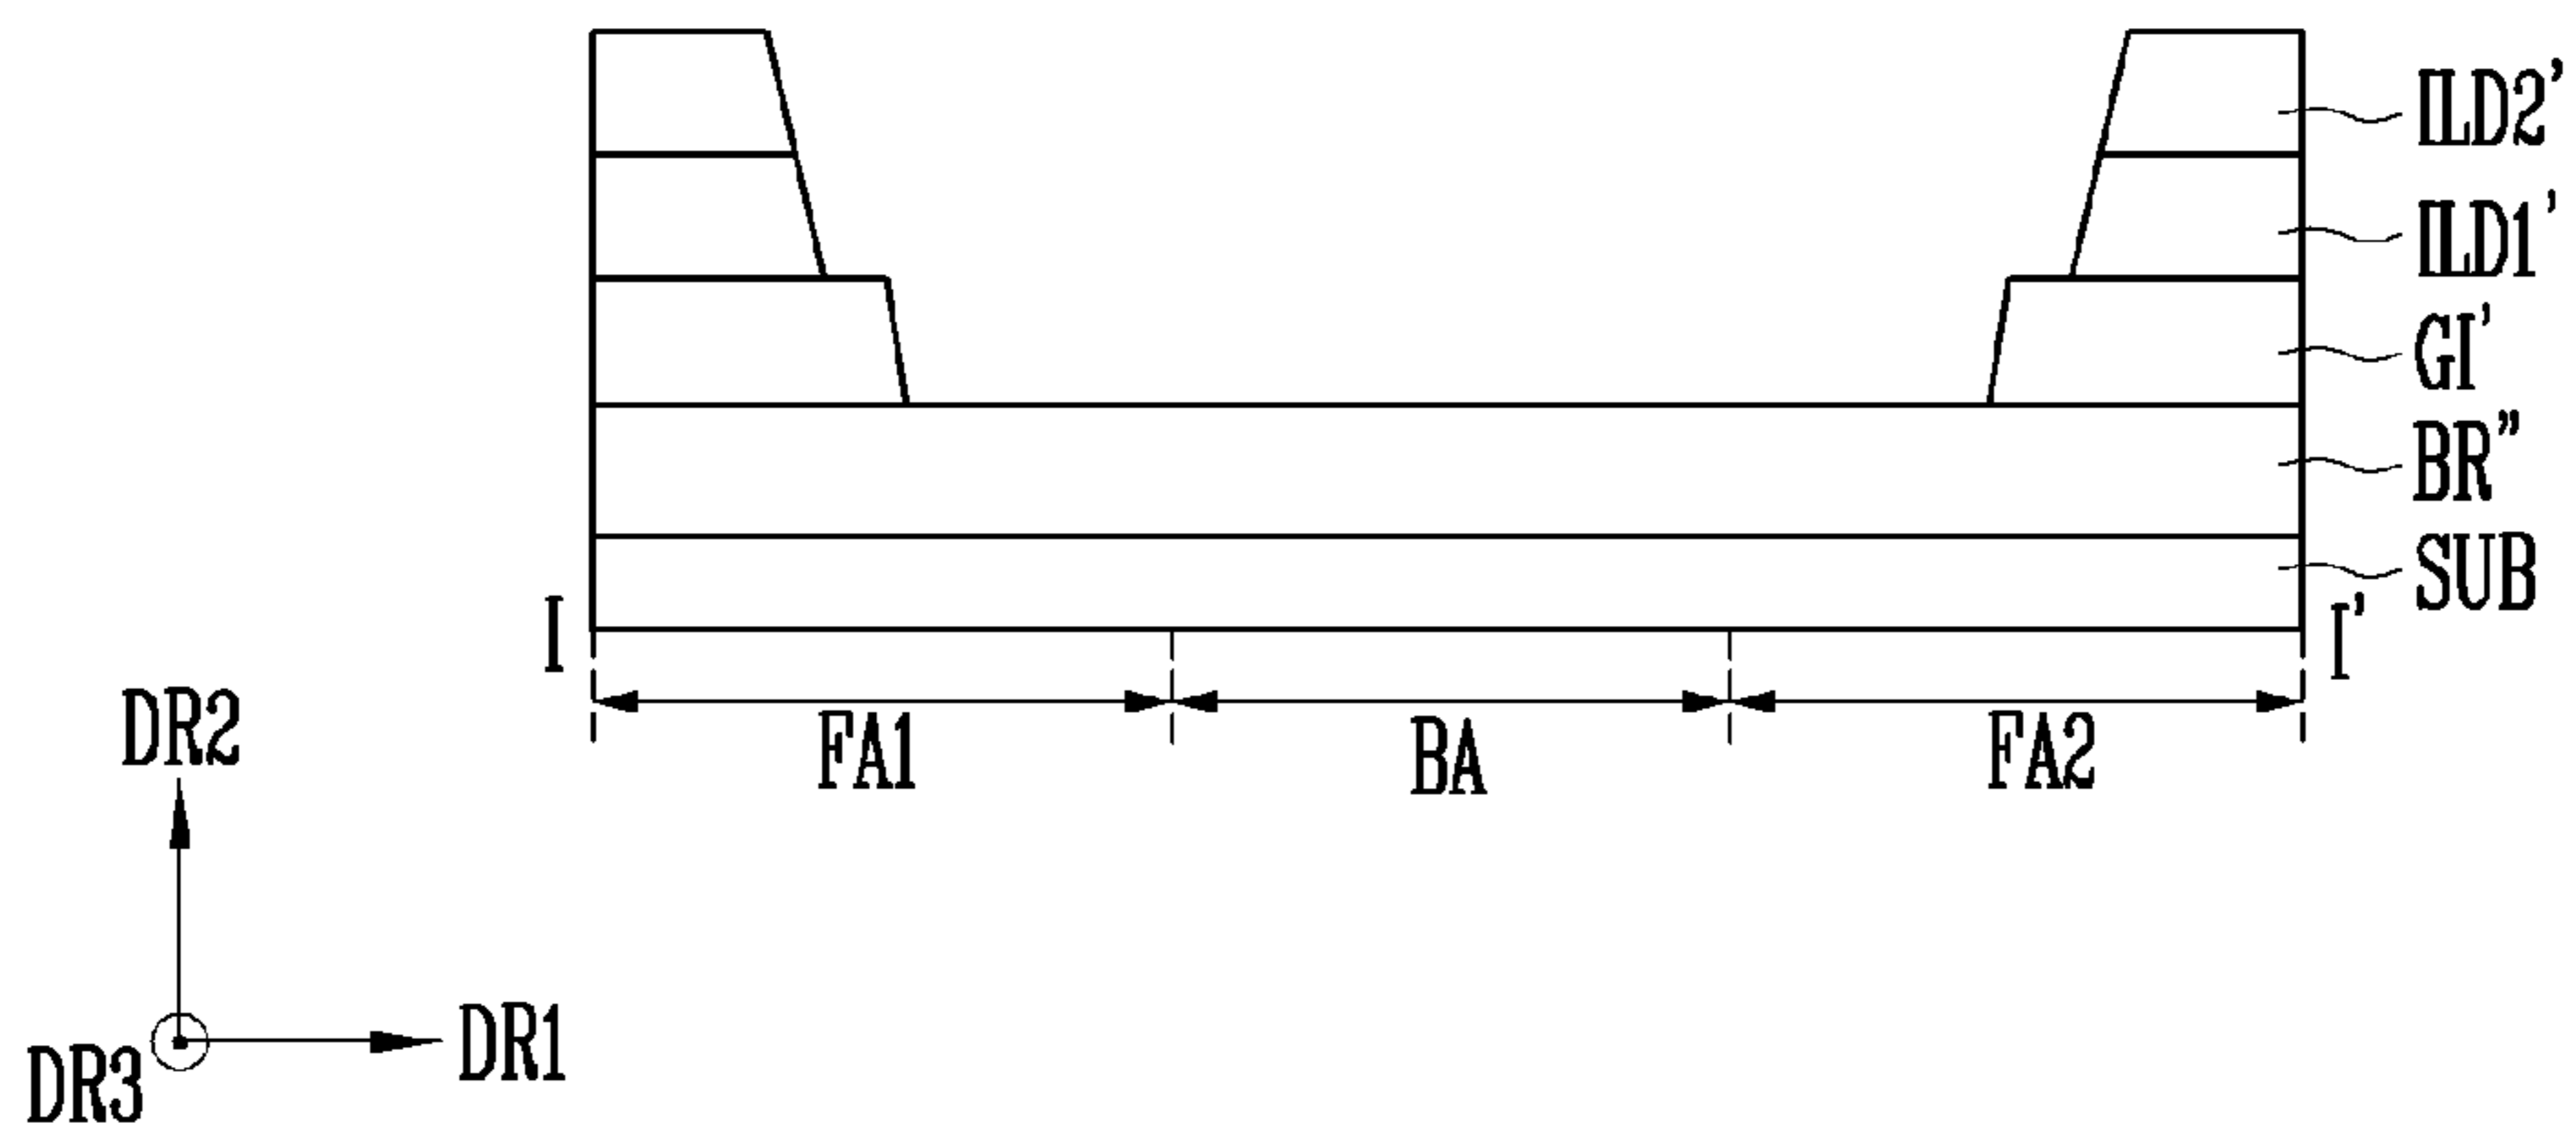 ILD2'
ILD1'
GI'
BR”
SUB
I
I'
FA1
BA
FA2
DR2
DR1
DR3